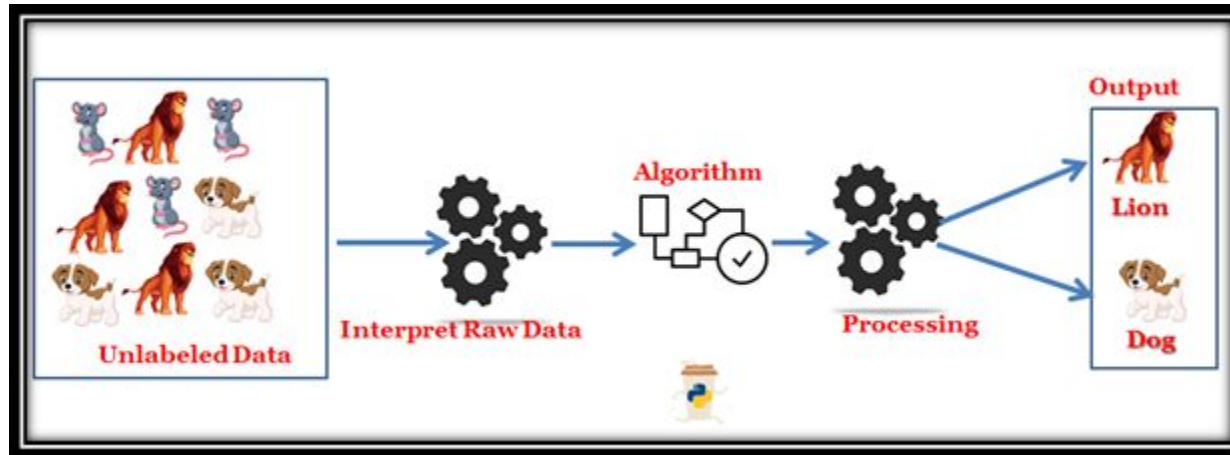 Unlabeled Data
Interpret Raw Data
Algorithm
Processing
Output
Lion
Dog